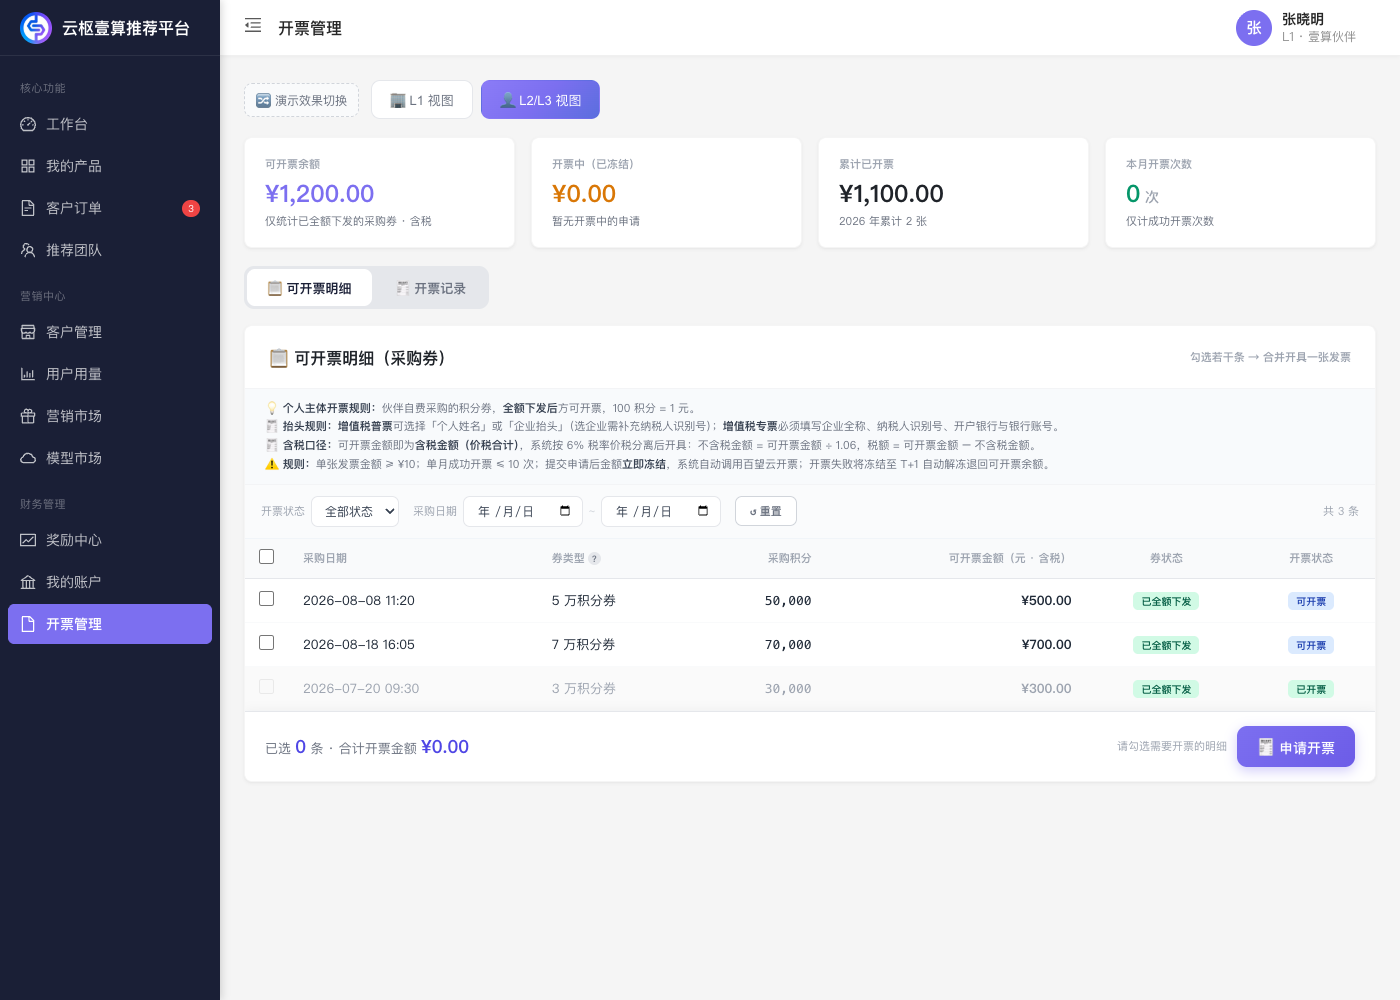 云枢壹算推荐平台
开票管理
张
张晓明
L1 · 壹算伙伴
核心功能
工作台
我的产品
客户订单
3
推荐团队
营销中心
客户管理
用户用量
营销市场
模型市场
财务管理
奖励中心
我的账户
开票管理
演示效果切换
L1 视图
L2/L3 视图
可开票余额
¥1,200.00
仅统计已全额下发的采购券 · 含税
开票中（已冻结）
¥0.00
暂无开票中的申请
累计已开票
¥1,100.00
2026 年累计 2 张
本月开票次数
0 次
仅计成功开票次数
可开票明细
开票记录
可开票明细（采购券）
勾选若干条 → 合并开具一张发票
个人主体开票规则：伙伴自费采购的积分券，全额下发后方可开票，100 积分 = 1 元。
抬头规则：增值税普票可选择「个人姓名」或「企业抬头」（选企业需补充纳税人识别号）；增值税专票必须填写企业全称、纳税人识别号、开户银行与银行账号。
含税口径：可开票金额即为含税金额（价税合计），系统按 6% 税率价税分离后开具：不含税金额 = 可开票金额 ÷ 1.06，税额 = 可开票金额 − 不含税金额。
规则：单张发票金额 ≥ ¥10；单月成功开票 ≤ 10 次；提交申请后金额立即冻结，系统自动调用百望云开票；开票失败将冻结至 T+1 自动解冻退回可开票余额。
开票状态
全部状态
采购日期
年 /月/日
~
年 /月/日
↺ 重置
共 3 条
采购日期
券类型 ?
采购积分
可开票金额（元 · 含税）
券状态
开票状态
2026-08-08 11:20
5 万积分券
50,000
¥500.00
已全额下发
可开票
2026-08-18 16:05
7 万积分券
70,000
¥700.00
已全额下发
可开票
2026-07-20 09:30
3 万积分券
30,000
¥300.00
已全额下发
已开票
已选 0 条 · 合计开票金额 ¥0.00
请勾选需要开票的明细
申请开票